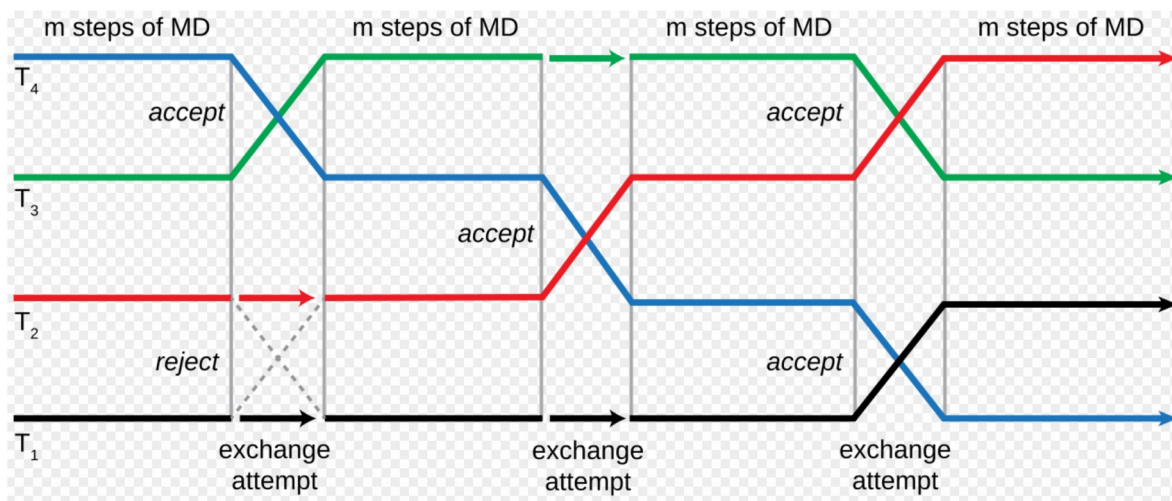 m steps of MD
m steps of MD
m steps of MD
m steps of MD
T4
accept
accept
T3
accept
T2
reject
accept
T1
exchange
attempt
exchange
attempt
exchange
attempt